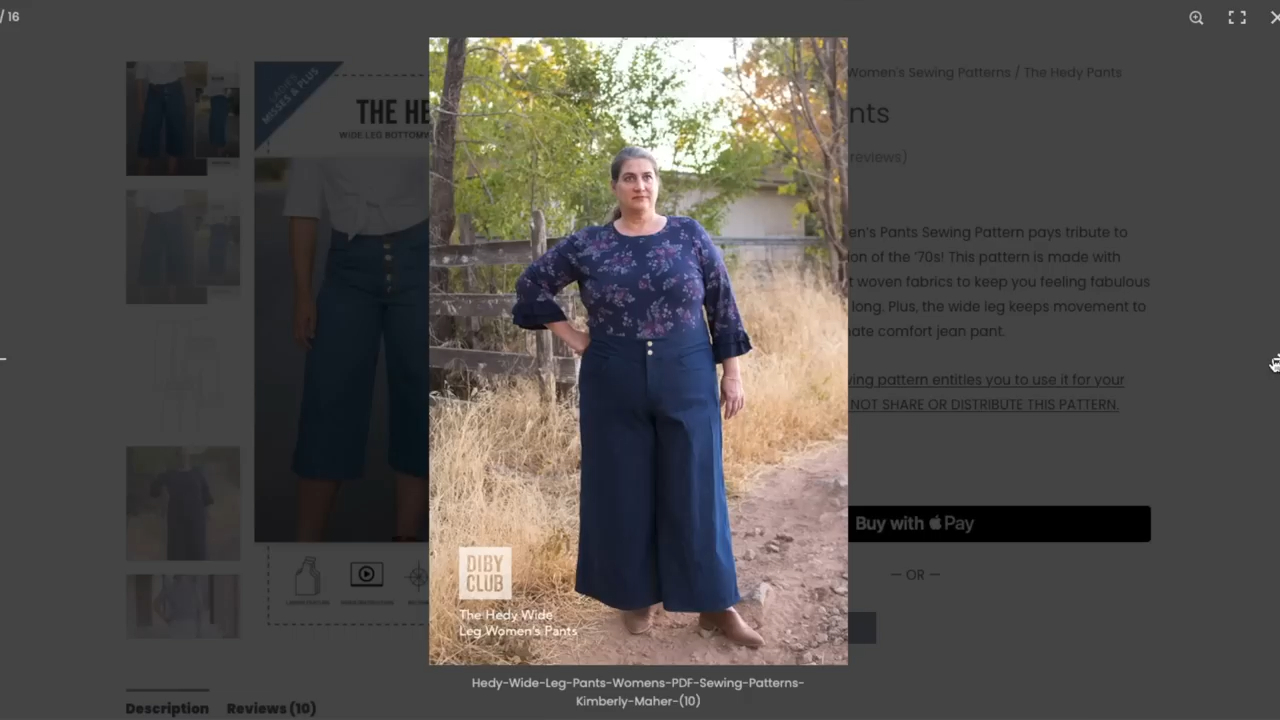 / 16
MISSES & PLUS
THE HE
WIDE LEG BOTTOM
Women's Sewing Patterns / The Hedy Pants
nts
reviews)
en's Pants Sewing Pattern pays tribute to
ion of the '70s! This pattern is made with
t woven fabrics to keep you feeling fabulous
long. Plus, the wide leg keeps movement to
nate comfort jean pant.
ving pattern entitles you to use it for your
NOT SHARE OR DISTRIBUTE THIS PATTERN.
Buy with Pay
— OR —
DIBY
CLUB
The Hedy Wide
Leg Women's Pants
Hedy-Wide-Leg-Pants-Womens-PDF-Sewing-Patterns-
Kimberly-Maher-(10)
Description Reviews (10)